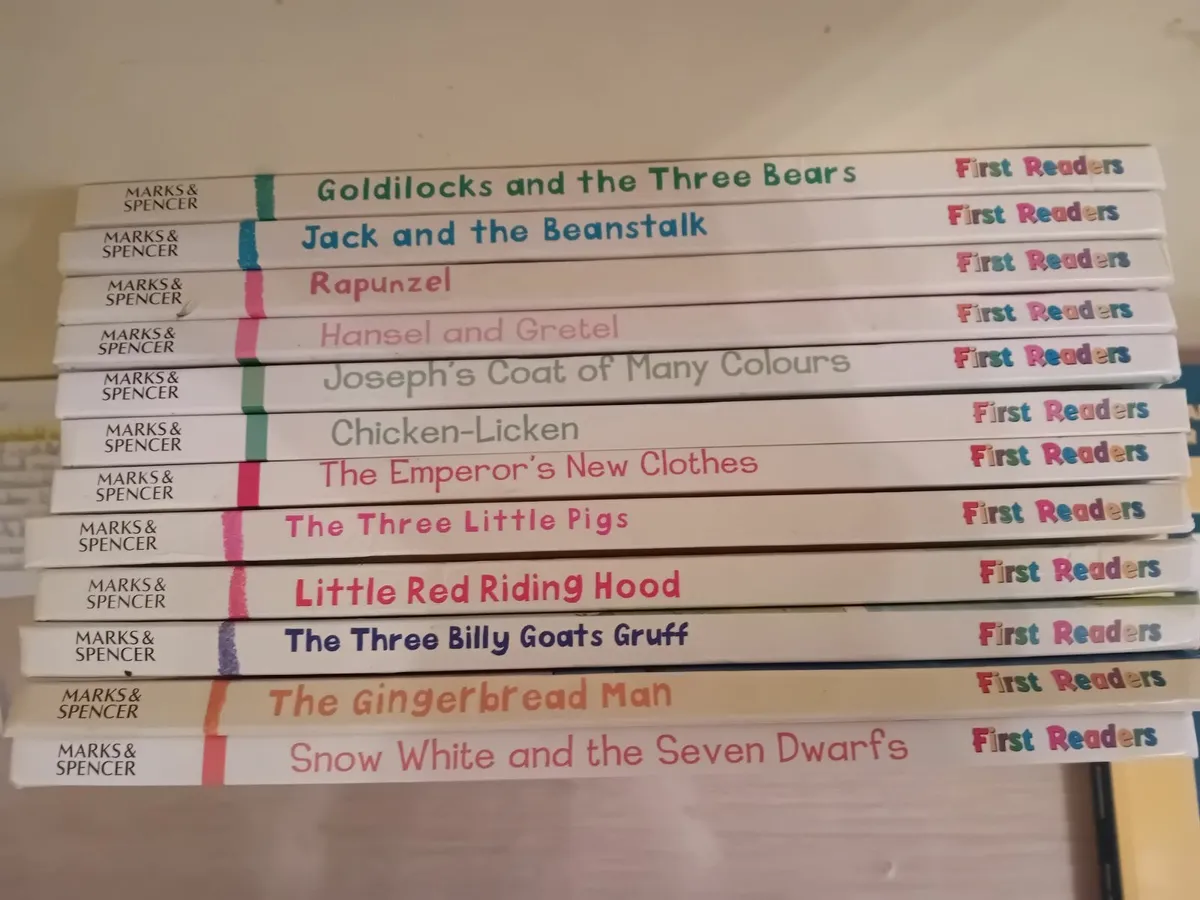 MARKS &
SPENCER
Goldilocks and the Three Bears
First Readers
MARKS &
SPENCER
Jack and the Beanstalk
First Readers
MARKS &
SPENCER
Rapunzel
First Readers
MARKS &
SPENCER
Hansel and Gretel
First Readers
MARKS &
SPENCER
Joseph's Coat of Many Colours
First Readers
MARKS &
SPENCER
Chicken-Licken
First Readers
MARKS &
SPENCER
The Emperor's New Clothes
First Readers
MARKS &
SPENCER
The Three Little Pigs
First Readers
MARKS &
SPENCER
Little Red Riding Hood
First Readers
MARKS &
SPENCER
The Three Billy Goats Gruff
First Readers
MARKS &
SPENCER
The Gingerbread Man
First Readers
MARKS &
SPENCER
Snow White and the Seven Dwarfs
First Readers